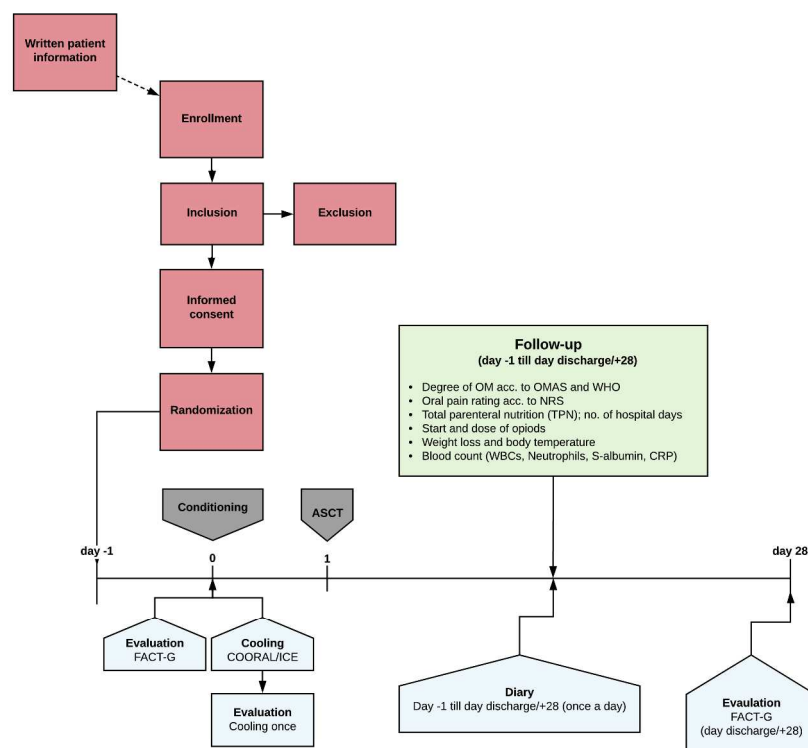 Written patient
information
Enrollment
Inclusion
Exclusion
Informed
consent
Randomization
Follow-up
(day -1 till day discharge/+28)
• Degree of OM acc. to OMAS and WHO
• Oral pain rating acc. to NRS
• Total parenteral nutrition (TPN); no. of hospital days
• Start and dose of opiods
• Weight loss and body temperature
• Blood count (WBCs, Neutrophils, S-albumin, CRP)
Conditioning
ASCT
day -1
0
1
day 28
Evaluation
FACT-G
Cooling
COORAL/ICE
Evaluation
Cooling once
Diary
Day -1 till day discharge/+28 (once a day)
Evaulation
FACT-G
(day discharge/+28)